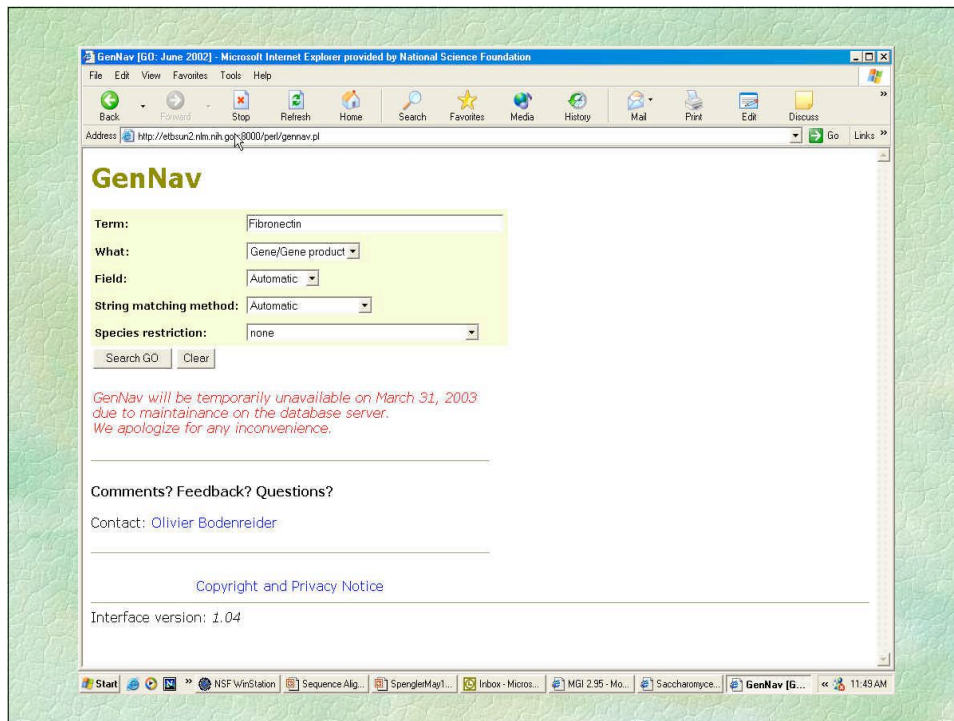 GenNav [GO: June 2002] - Microsoft Internet Explorer provided by National Science Foundation
File Edit View Favorites Tools Help
Back Forward Stop Refresh Home Search Favorites Media History Mail Print Edit Discuss »
Address http://etbsun2.nlm.nih.gov:8000/perl/gennav.pl Go Links »
GenNav
Term: Fibronectin
What: Gene/Gene product
Field: Automatic
String matching method: Automatic
Species restriction: none
Search GO Clear
GenNav will be temporarily unavailable on March 31, 2003
due to maintainance on the database server.
We apologize for any inconvenience.
Comments? Feedback? Questions?
Contact: Olivier Bodenreider
Copyright and Privacy Notice
Interface version: 1.04
Start » NSF WinStation Sequence Alig... SpenglerMay1... Inbox - Micros... MGI 2.95 - Mo... Saccharomyce... GenNav [G... « 11:49 AM